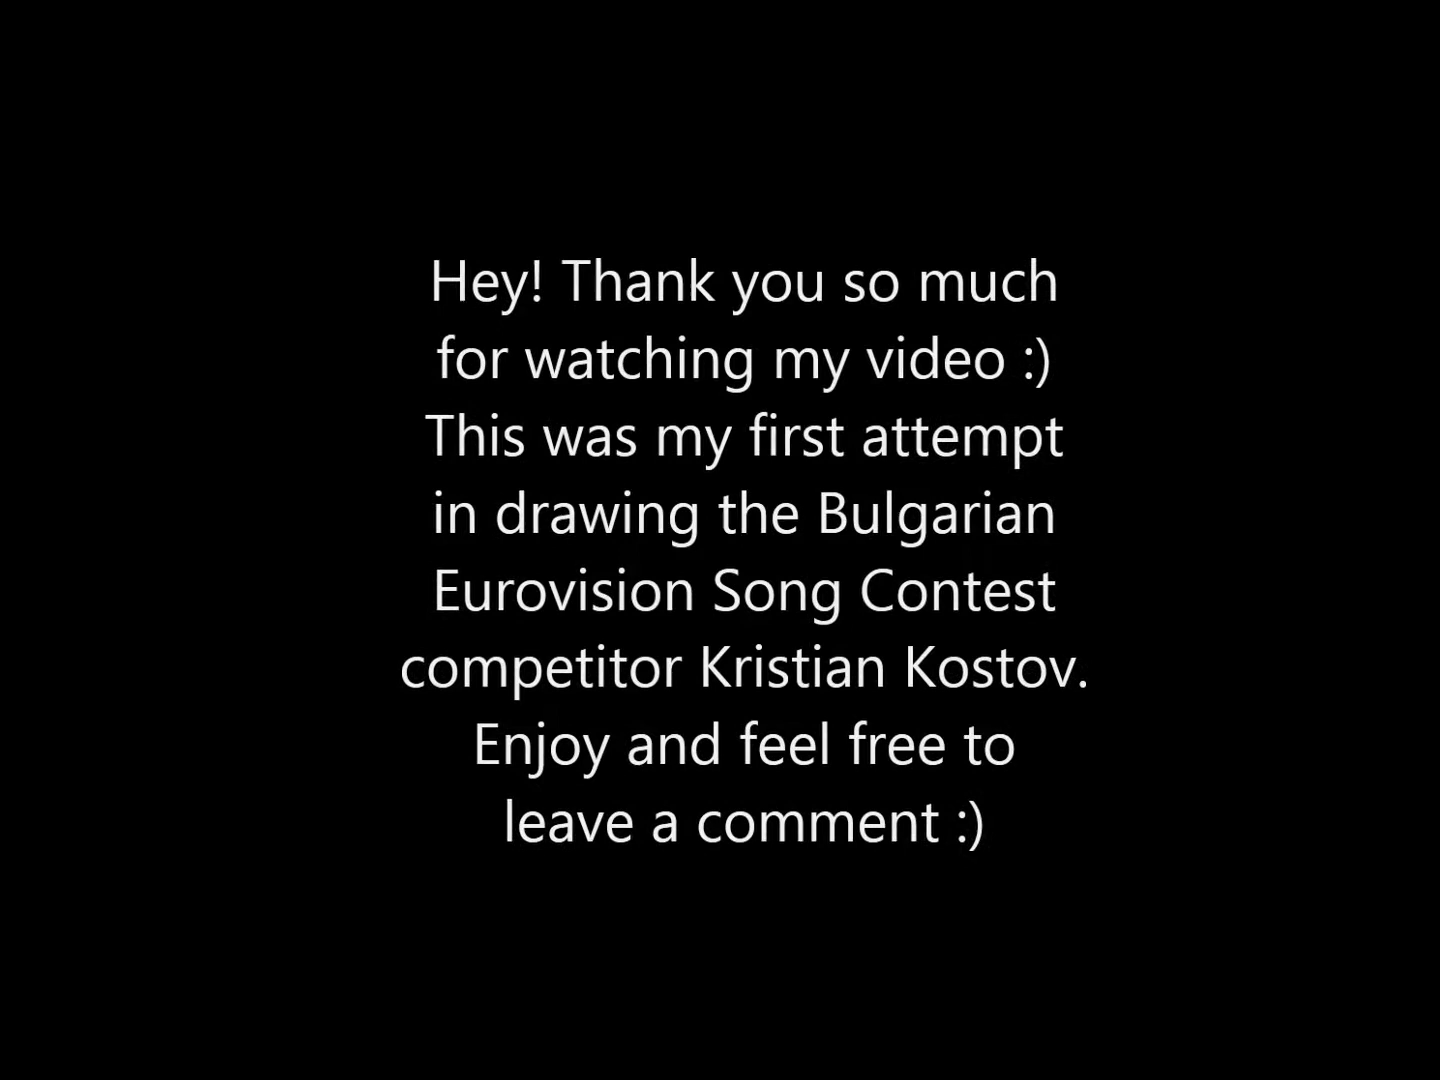 Hey! Thank you so much
for watching my video :)
This was my first attempt
in drawing the Bulgarian
Eurovision Song Contest
competitor Kristian Kostov.
Enjoy and feel free to
leave a comment :)